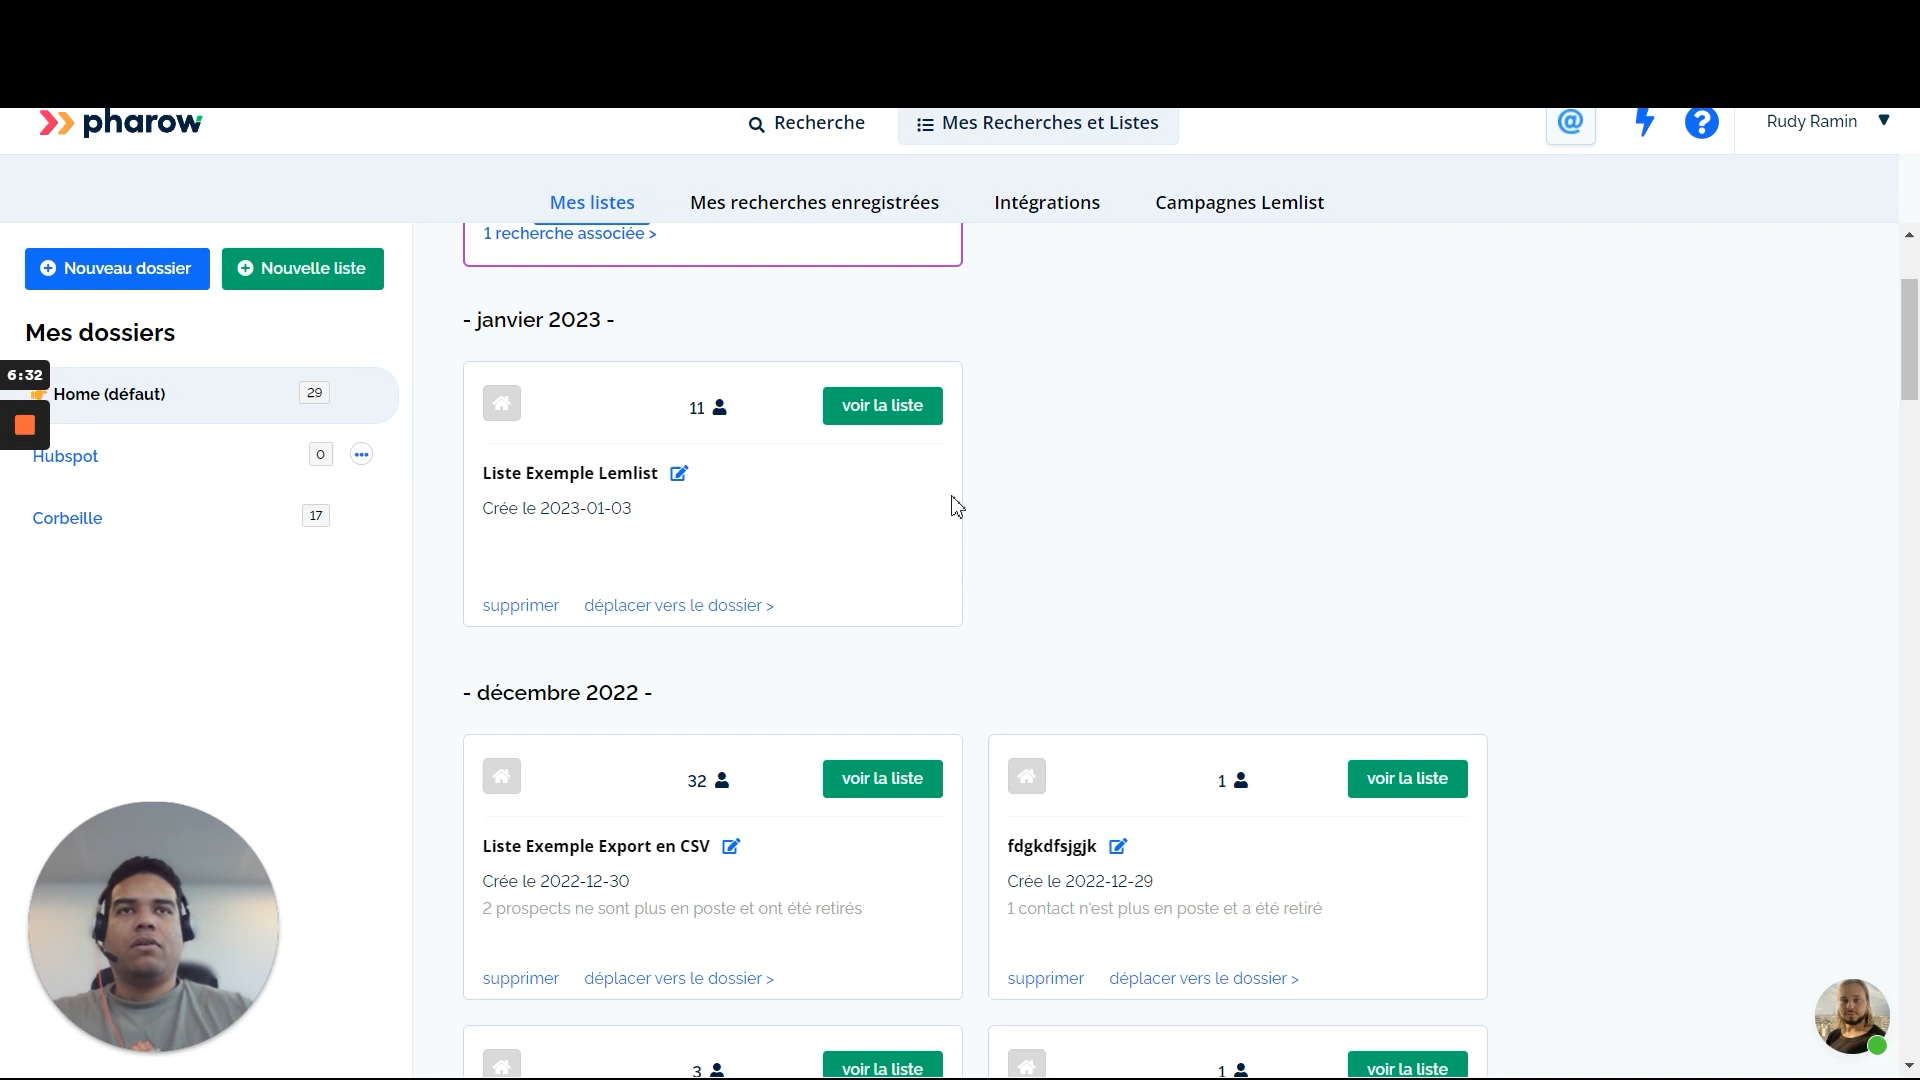 pharow
Recherche
Mes Recherches et Listes
@
?
Rudy Ramin
Mes listes
Mes recherches enregistrées
Intégrations
Campagnes Lemlist
Nouveau dossier
Nouvelle liste
Mes dossiers
6:32
Home (défaut)
29
Hubspot
0
Corbeille
17
1 recherche associée >
- janvier 2023 -
11
voir la liste
Liste Exemple Lemlist
Crée le 2023-01-03
supprimer
déplacer vers le dossier >
- décembre 2022 -
32
voir la liste
Liste Exemple Export en CSV
Crée le 2022-12-30
2 prospects ne sont plus en poste et ont été retirés
supprimer
déplacer vers le dossier >
1
voir la liste
fdgkdfsjgjk
Crée le 2022-12-29
1 contact n'est plus en poste et a été retiré
supprimer
déplacer vers le dossier >
3
voir la liste
1
voir la liste